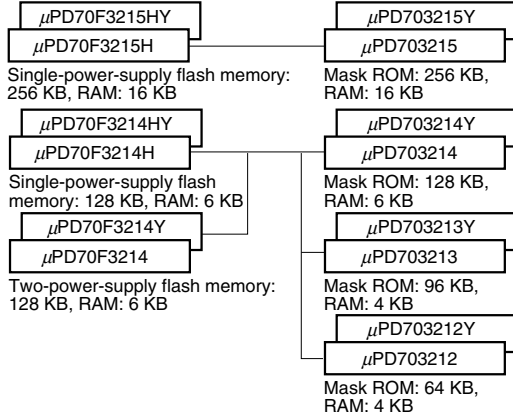 μPD70F3215HY
μPD70F3215H
Single-power-supply flash memory:
256 KB, RAM: 16 KB
μPD703215Y
μPD703215
Mask ROM: 256 KB,
RAM: 16 KB
μPD70F3214HY
μPD70F3214H
Single-power-supply flash
memory: 128 KB, RAM: 6 KB
μPD703214Y
μPD703214
Mask ROM: 128 KB,
RAM: 6 KB
μPD70F3214Y
μPD70F3214
Two-power-supply flash memory:
128 KB, RAM: 6 KB
μPD703213Y
μPD703213
Mask ROM: 96 KB,
RAM: 4 KB
μPD703212Y
μPD703212
Mask ROM: 64 KB,
RAM: 4 KB